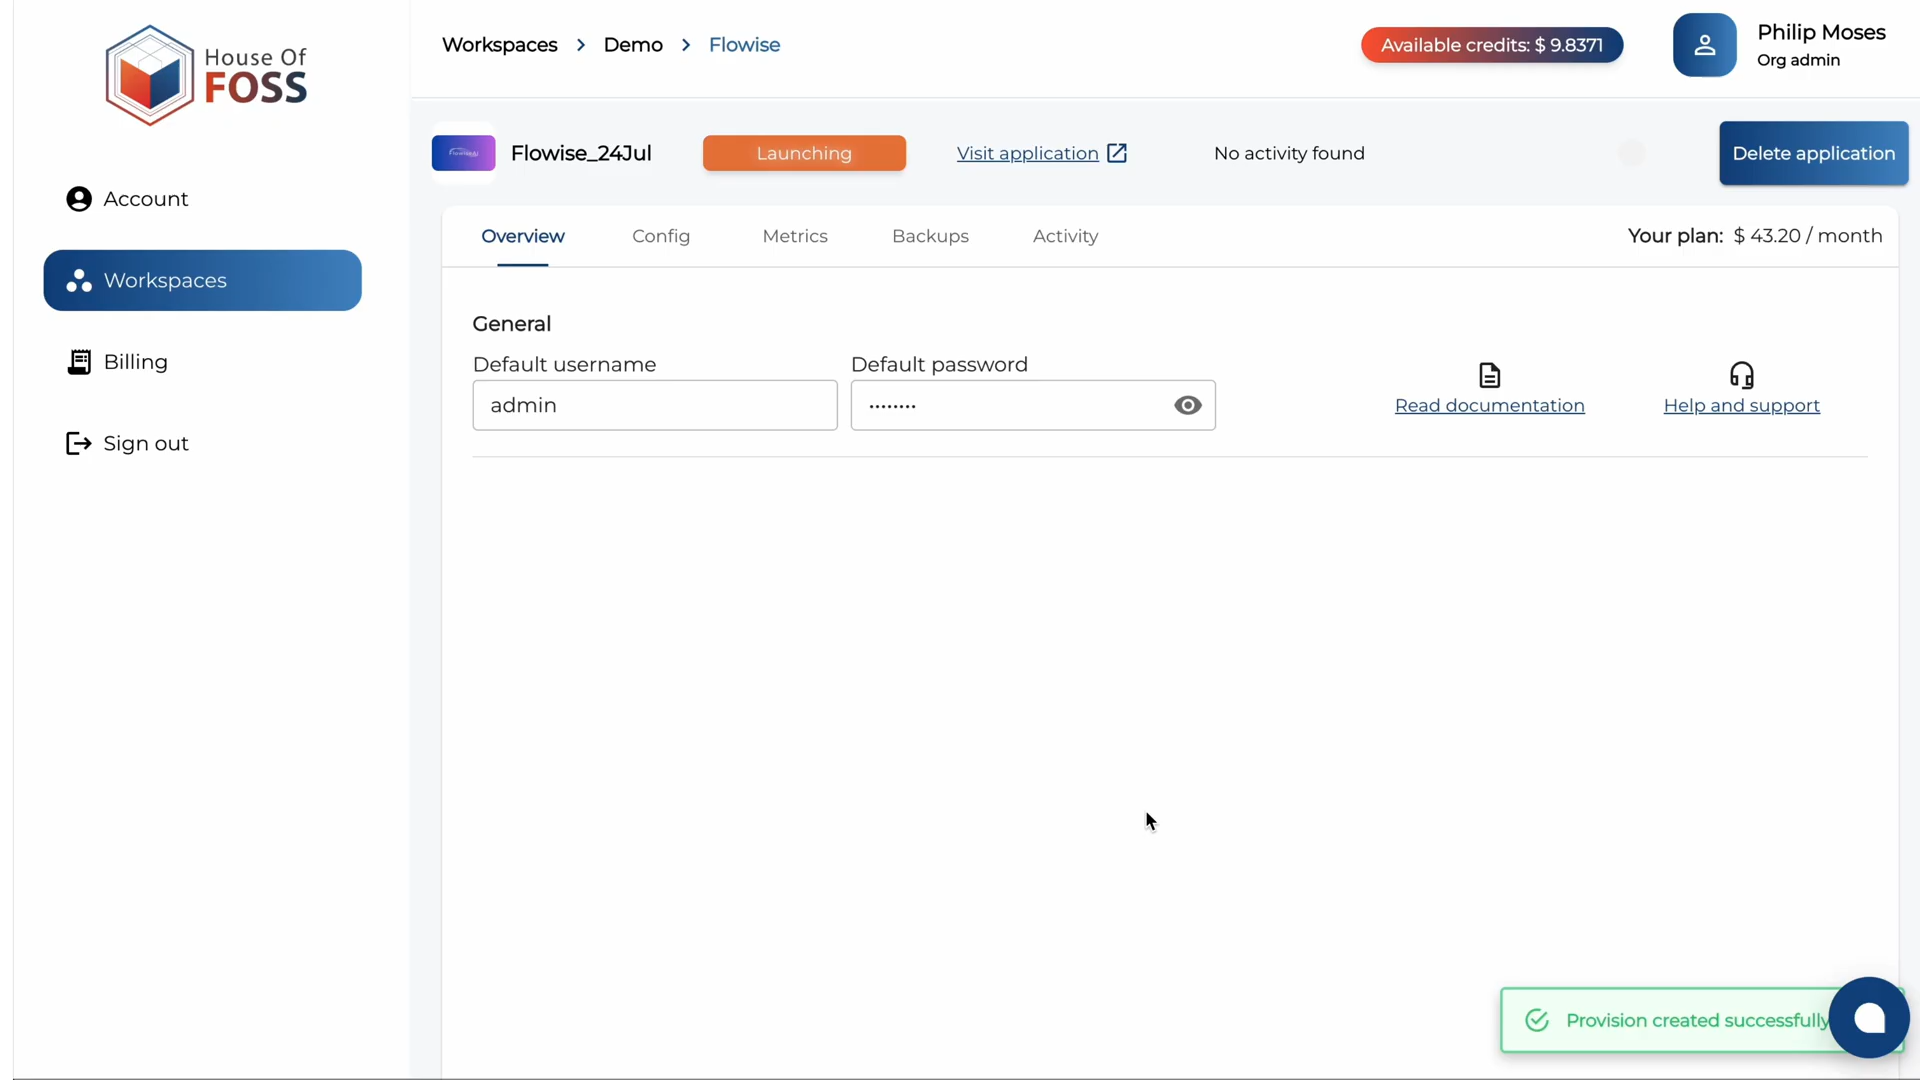 House Of
FOSS
Account
Workspaces
Billing
Sign out
Workspaces > Demo > Flowise
Available credits: $ 9.8371
Philip Moses
Org admin
Flowise_24Jul
Launching
Visit application
No activity found
Delete application
Overview
Config
Metrics
Backups
Activity
Your plan: $ 43.20 / month
General
Default username
Default password
admin
••••••••
Read documentation
Help and support
Provision created successfully